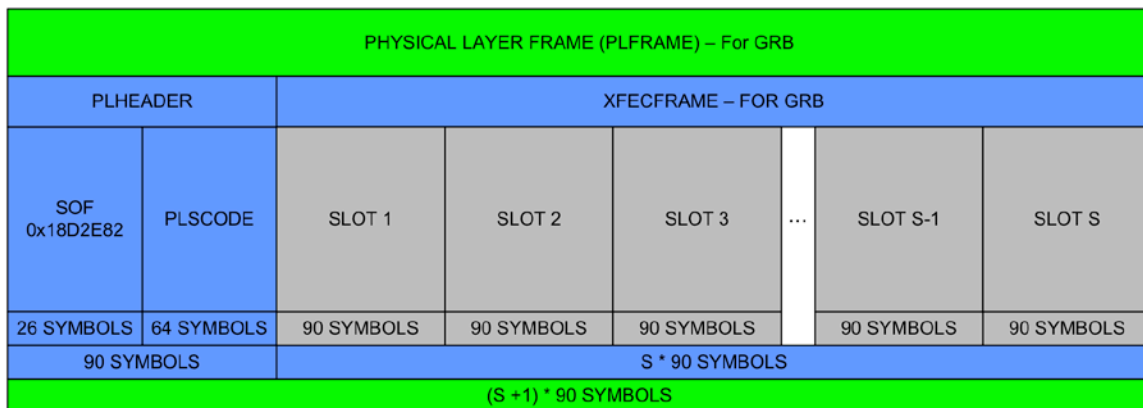 PHYSICAL LAYER FRAME (PLFRAME) – For GRB
PLHEADER
XFECFRAME – FOR GRB
SOF
0x18D2E82
PLSCODE
SLOT 1
SLOT 2
SLOT 3
...
SLOT S-1
SLOT S
26 SYMBOLS
64 SYMBOLS
90 SYMBOLS
90 SYMBOLS
90 SYMBOLS
90 SYMBOLS
90 SYMBOLS
90 SYMBOLS
S * 90 SYMBOLS
(S +1) * 90 SYMBOLS